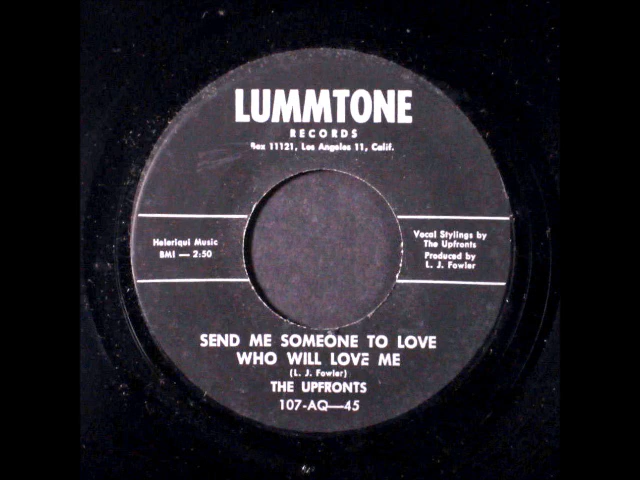 LUMMTONE
RECORDS
Box 11121, Los Angeles 11, Calif.
Heleriqui Music
BMI — 2:50
Vocal Stylings by
The Upfronts
Produced by
L. J. Fowler
SEND ME SOMEONE TO LOVE
WHO WILL LOVE ME
(L. J. Fowler)
THE UPFRONTS
107-AQ—45